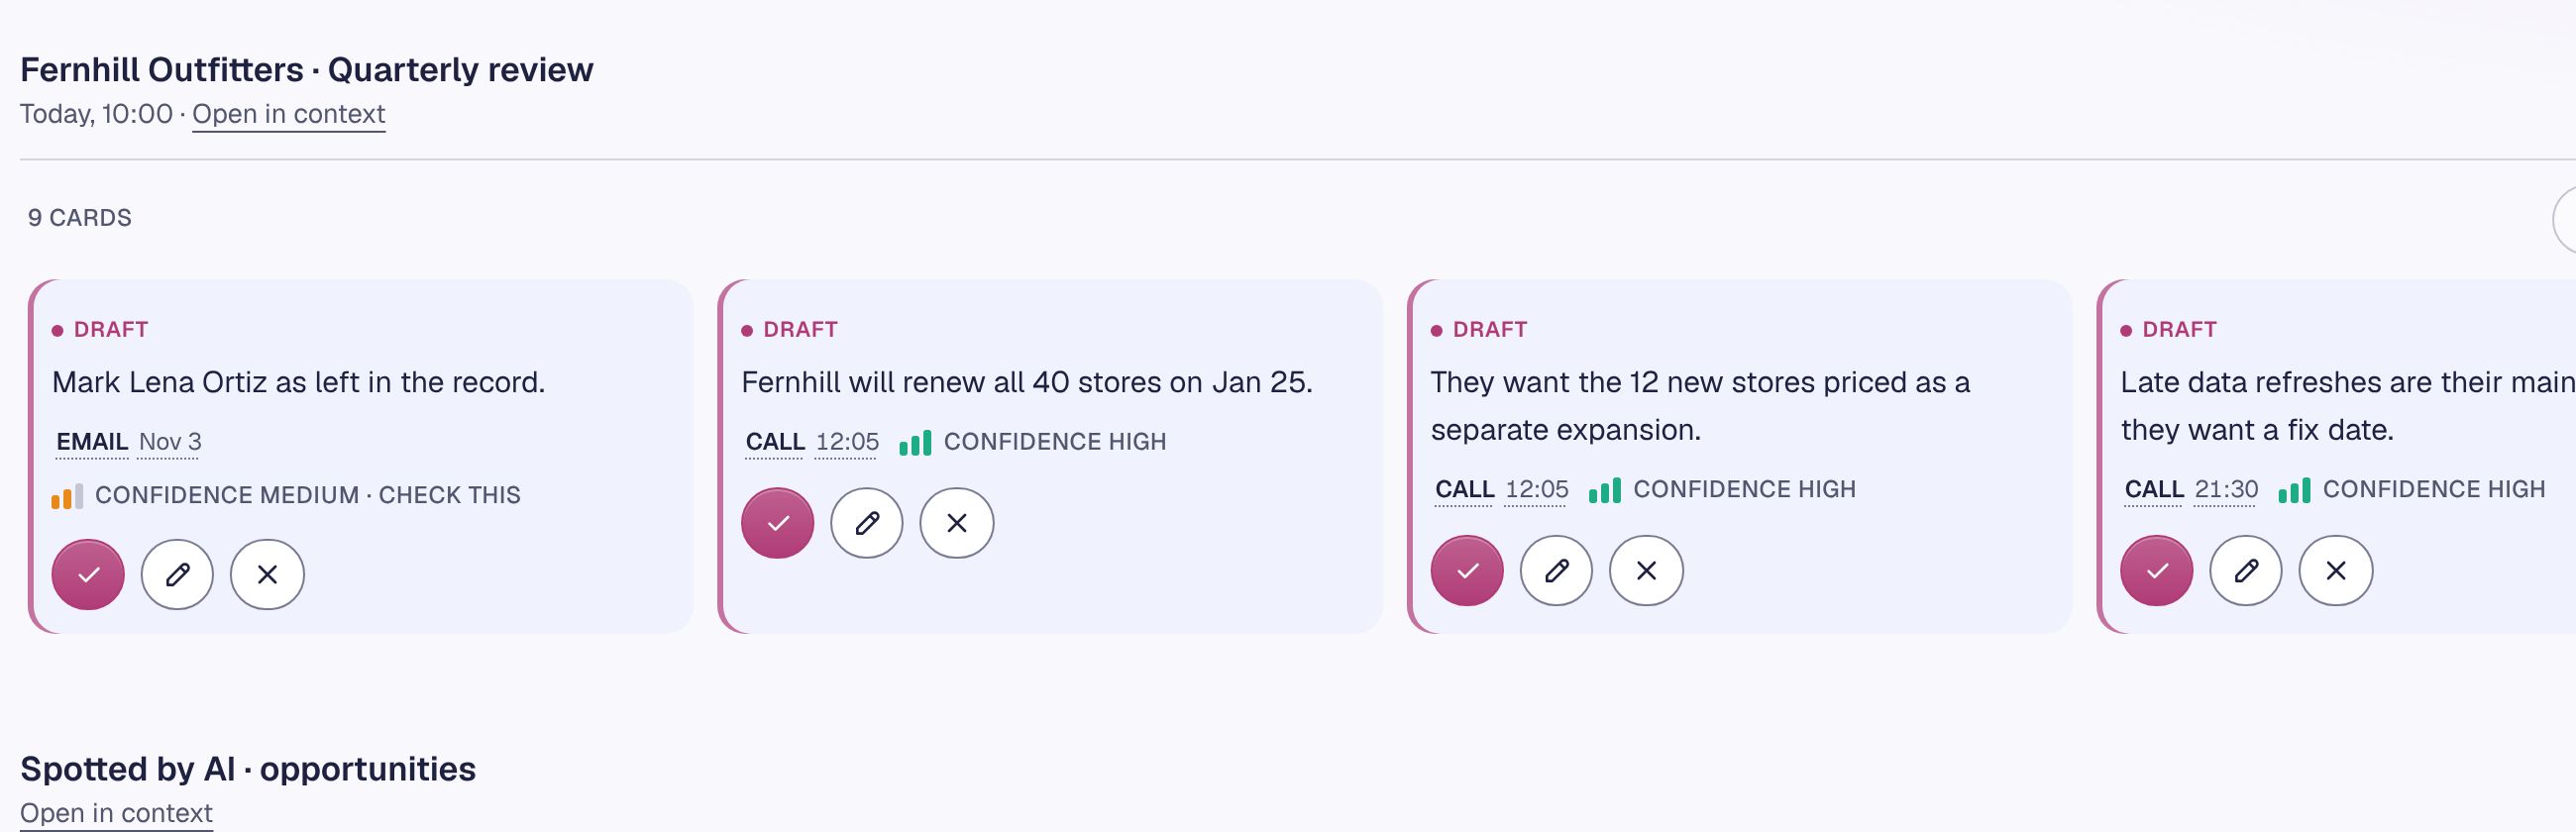 Fernhill Outfitters · Quarterly review
Today, 10:00 · Open in context
9 CARDS
DRAFT
Mark Lena Ortiz as left in the record.
EMAIL Nov 3
CONFIDENCE MEDIUM · CHECK THIS
DRAFT
Fernhill will renew all 40 stores on Jan 25.
CALL 12:05 CONFIDENCE HIGH
DRAFT
They want the 12 new stores priced as a
separate expansion.
CALL 12:05 CONFIDENCE HIGH
DRAFT
Late data refreshes are their main
they want a fix date.
CALL 21:30 CONFIDENCE HIGH
Spotted by AI · opportunities
Open in context